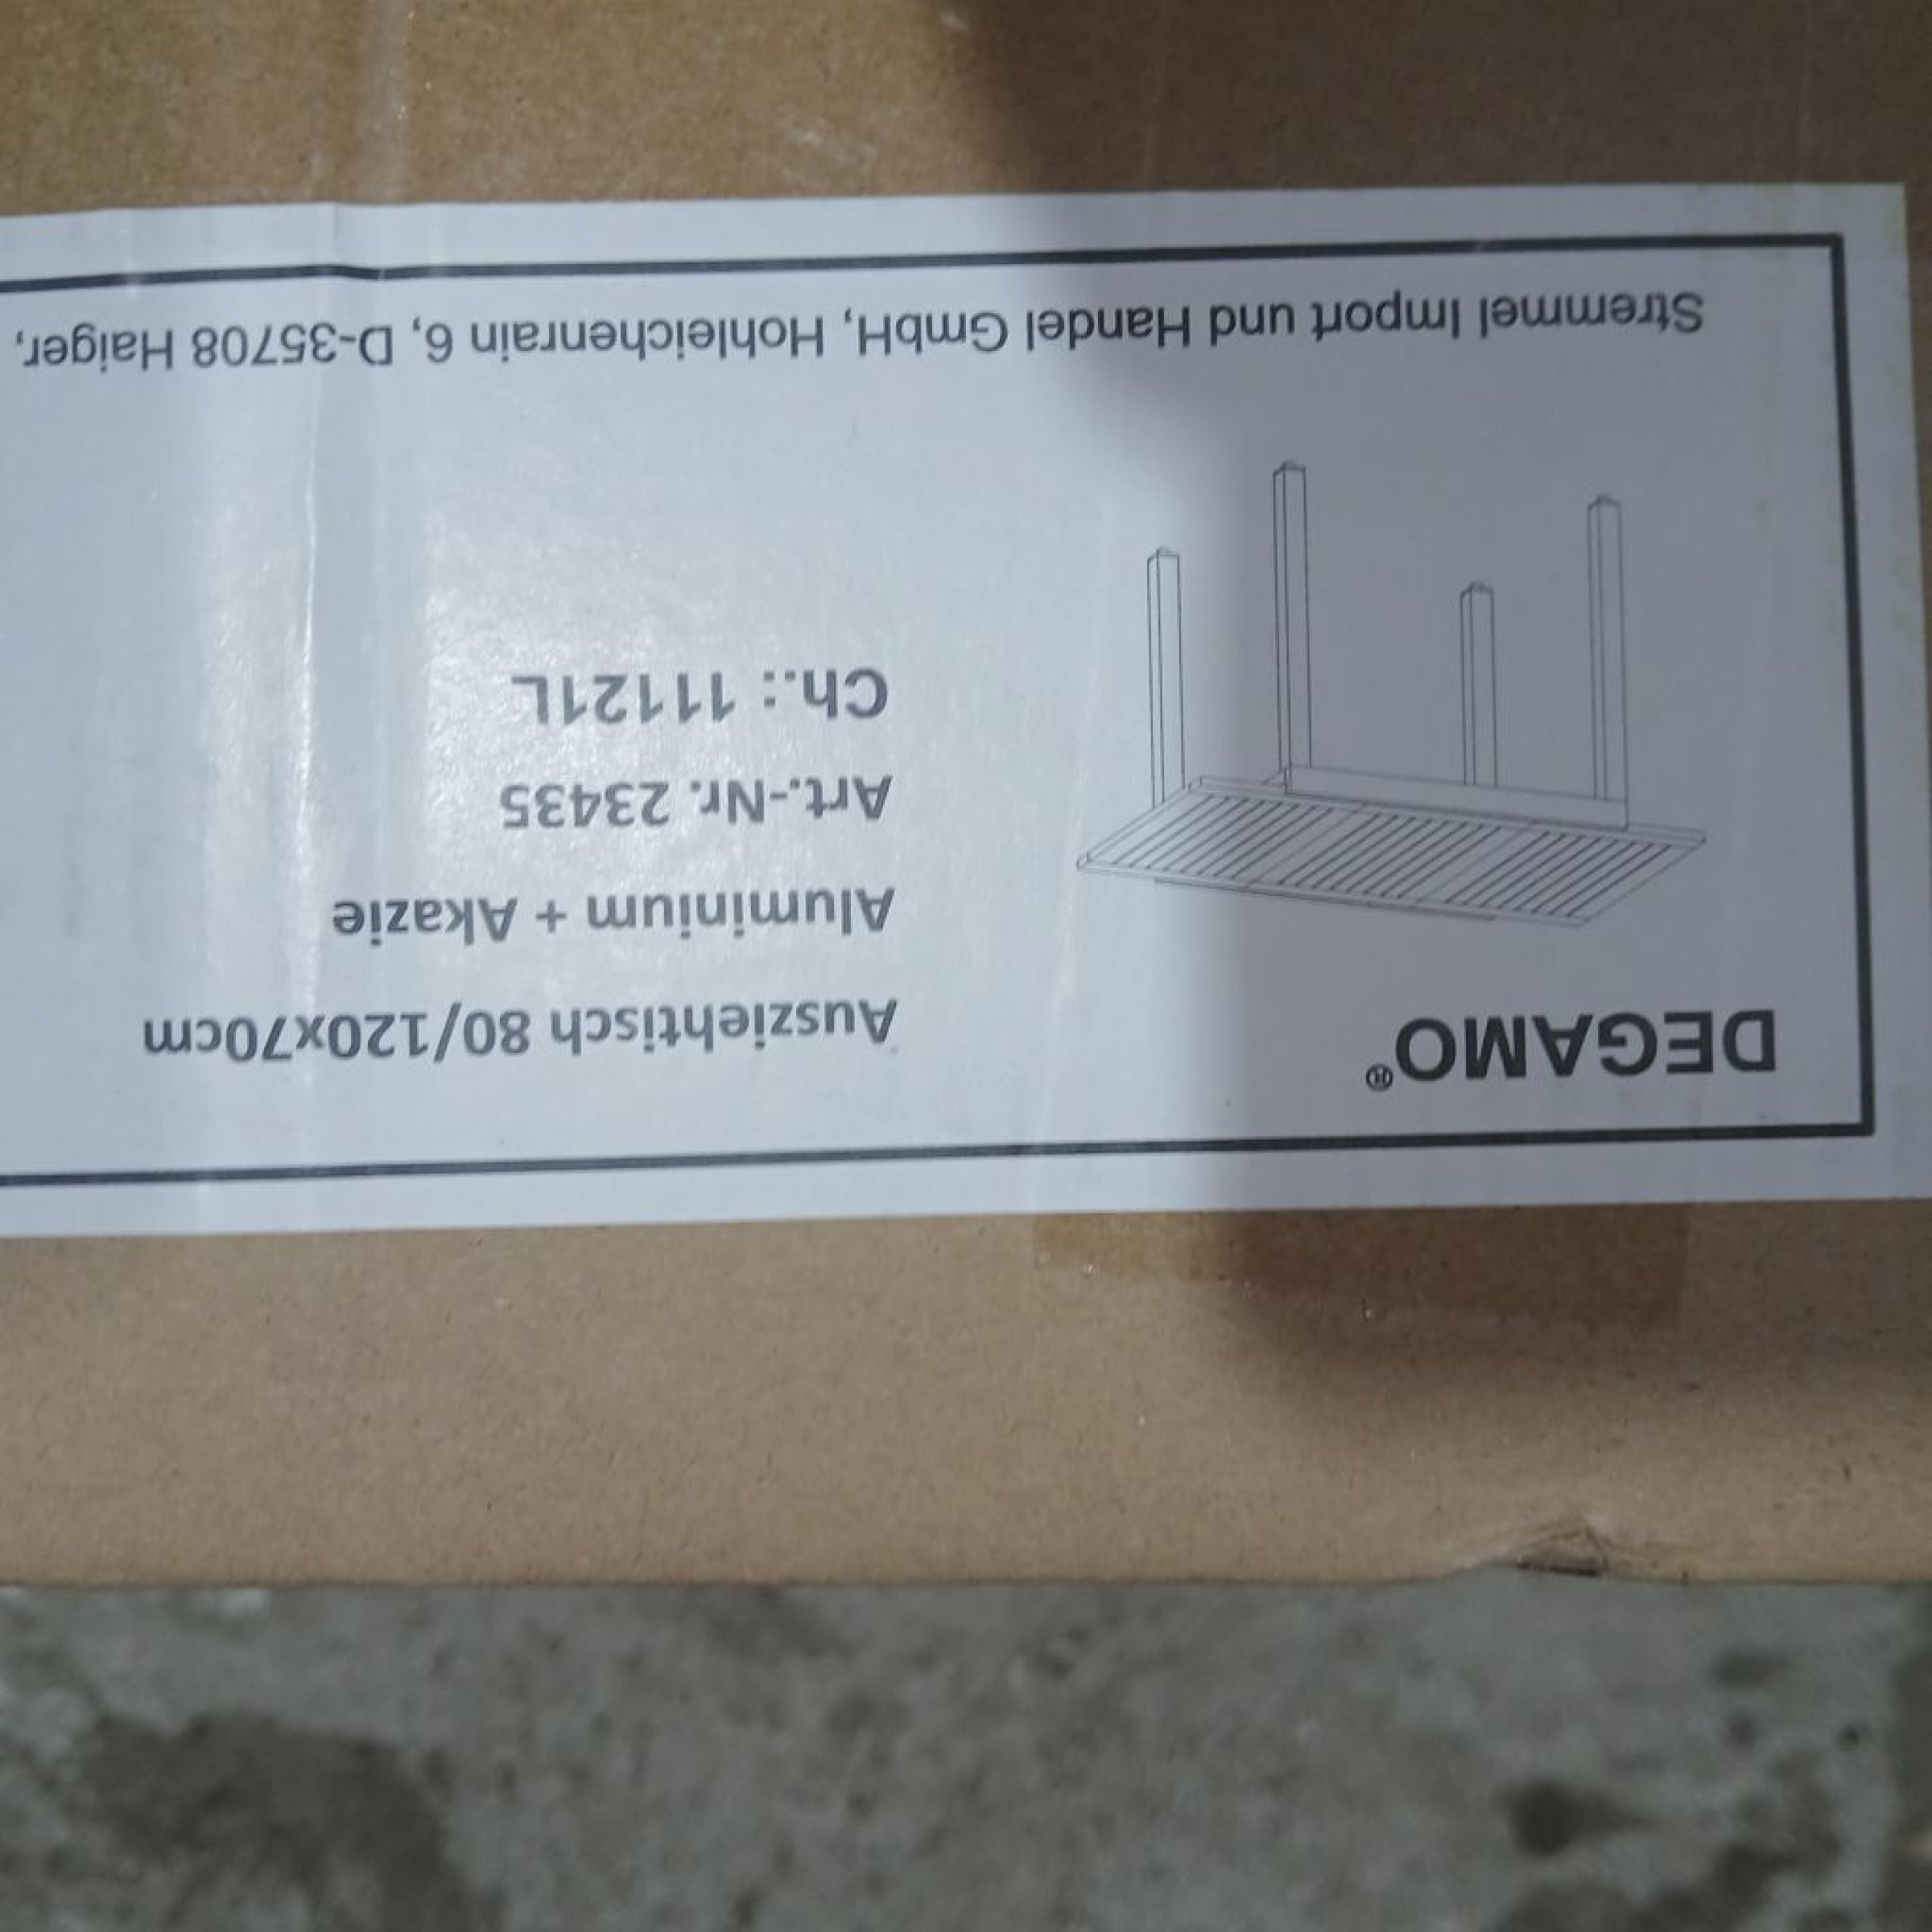 DEGAMO®
Ausziehtisch 80/120x70cm
Aluminium + Akazie
Art.-Nr. 23435
Ch.: 11121L
Stremmel Import und Handel GmbH, Hohleichenrain 6, D-35708 Haiger,